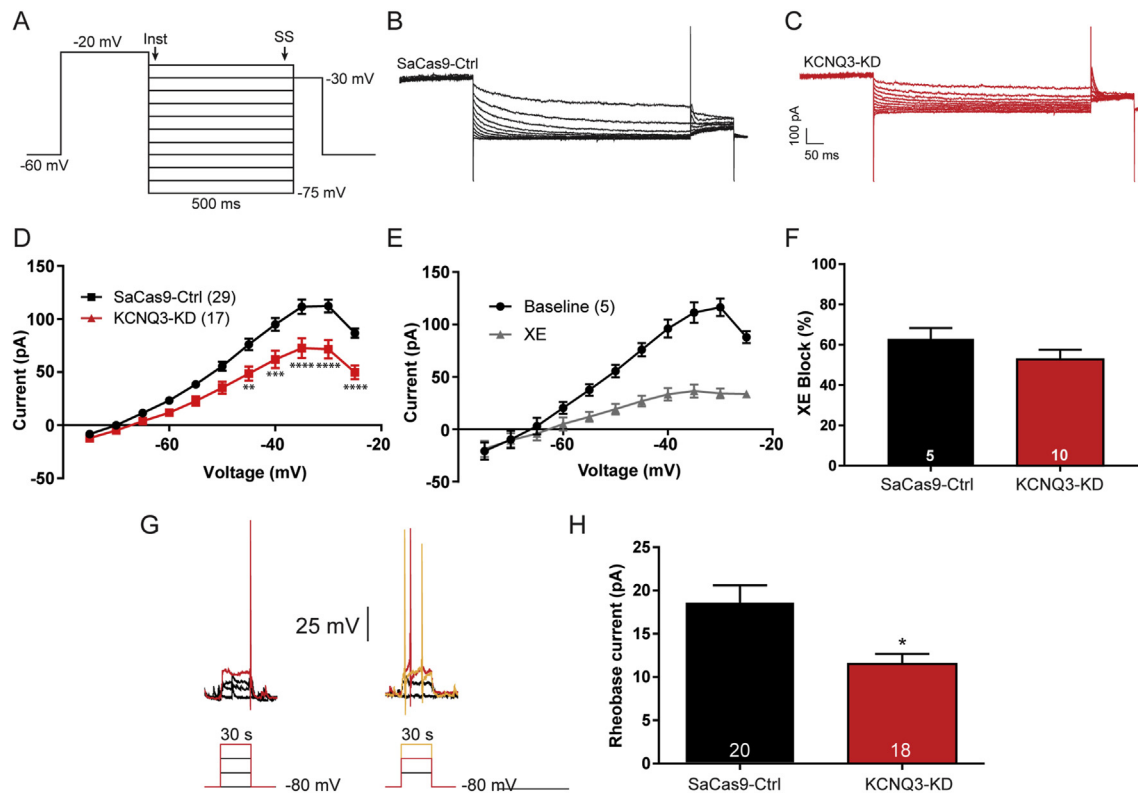 A
-20 mV
Inst
SS
-30 mV
-60 mV
-75 mV
500 ms
B
SaCas9-Ctrl
C
KCNQ3-KD
100 pA
50 ms
D
150
100
50
0
-50
-60
-40
-20
Current (pA)
Voltage (mV)
SaCas9-Ctrl (29)
KCNQ3-KD (17)
**
***
****
****
****
E
150
100
50
0
-50
-60
-40
-20
Current (pA)
Voltage (mV)
Baseline (5)
XE
F
100
80
60
40
20
0
XE Block (%)
5
10
SaCas9-Ctrl
KCNQ3-KD
G
25 mV
30 s
-80 mV
30 s
-80 mV
H
25
20
15
10
5
0
Rheobase current (pA)
*
20
18
SaCas9-Ctrl
KCNQ3-KD